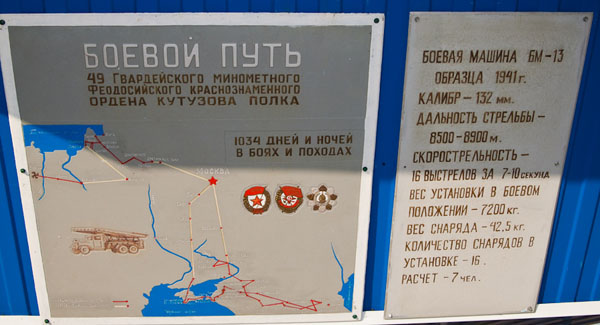 БОЕВОЙ ПУТЬ
49 ГВАРДЕЙСКОГО МИНОМЕТНОГО
ФЕОДОСИЙСКОГО КРАСНОЗНАМЕННОГО
ОРДЕНА КУТУЗОВА ПОЛКА
1034 ДНЕЙ И НОЧЕЙ
В БОЯХ И ПОХОДАХ
МОСКВА
БОЕВАЯ МАШИНА БМ-13
ОБРАЗЦА 1941 г.
КАЛИБР - 132 мм.
ДАЛЬНОСТЬ СТРЕЛЬБЫ -
8500-8900 м.
СКОРОСТРЕЛЬНОСТЬ -
16 ВЫСТРЕЛОВ ЗА 7-10 СЕКУНД
ВЕС УСТАНОВКИ В БОЕВОМ
ПОЛОЖЕНИИ - 7200 кг.
ВЕС СНАРЯДА - 42,5 кг.
КОЛИЧЕСТВО СНАРЯДОВ В
УСТАНОВКЕ - 16.
РАСЧЕТ - 7 ЧЕЛ.